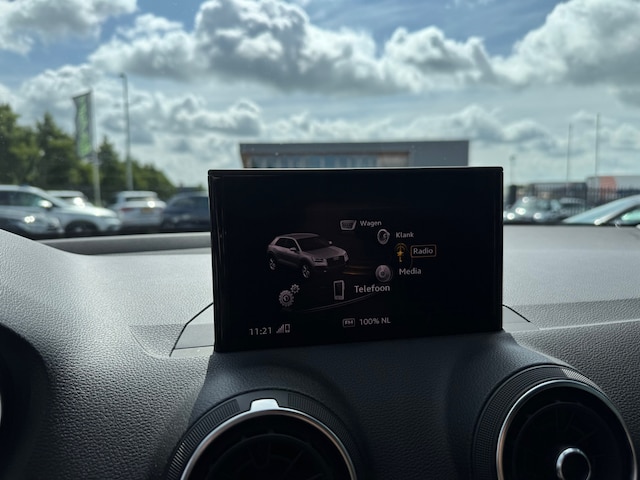 Wagen
Klank
Radio
Media
Telefoon
11:21
100% NL